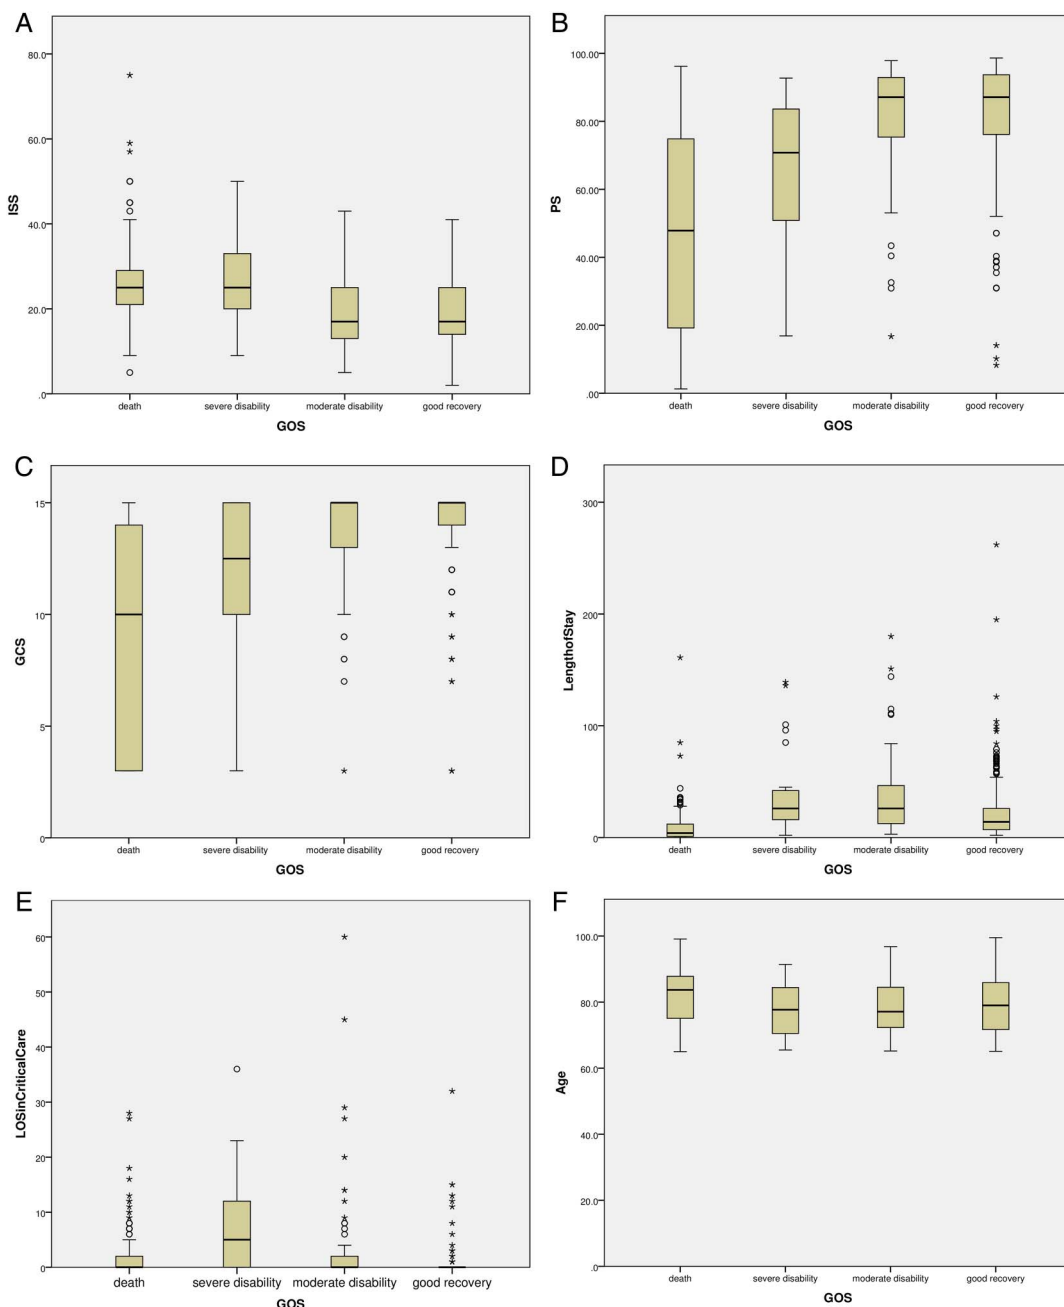 A
80.0
60.0
40.0
20.0
.0
ISS
death severe disability moderate disability good recovery
GOS
B
100.00
80.00
60.00
40.00
20.00
.00
PS
death severe disability moderate disability good recovery
GOS
C
15
10
5
0
GCS
death severe disability moderate disability good recovery
GOS
D
300
200
100
0
LengthofStay
death severe disability moderate disability good recovery
GOS
E
60
50
40
30
20
10
0
LOSinCriticalCare
death severe disability moderate disability good recovery
GOS
F
100.0
80.0
60.0
40.0
20.0
.0
Age
death severe disability moderate disability good recovery
GOS